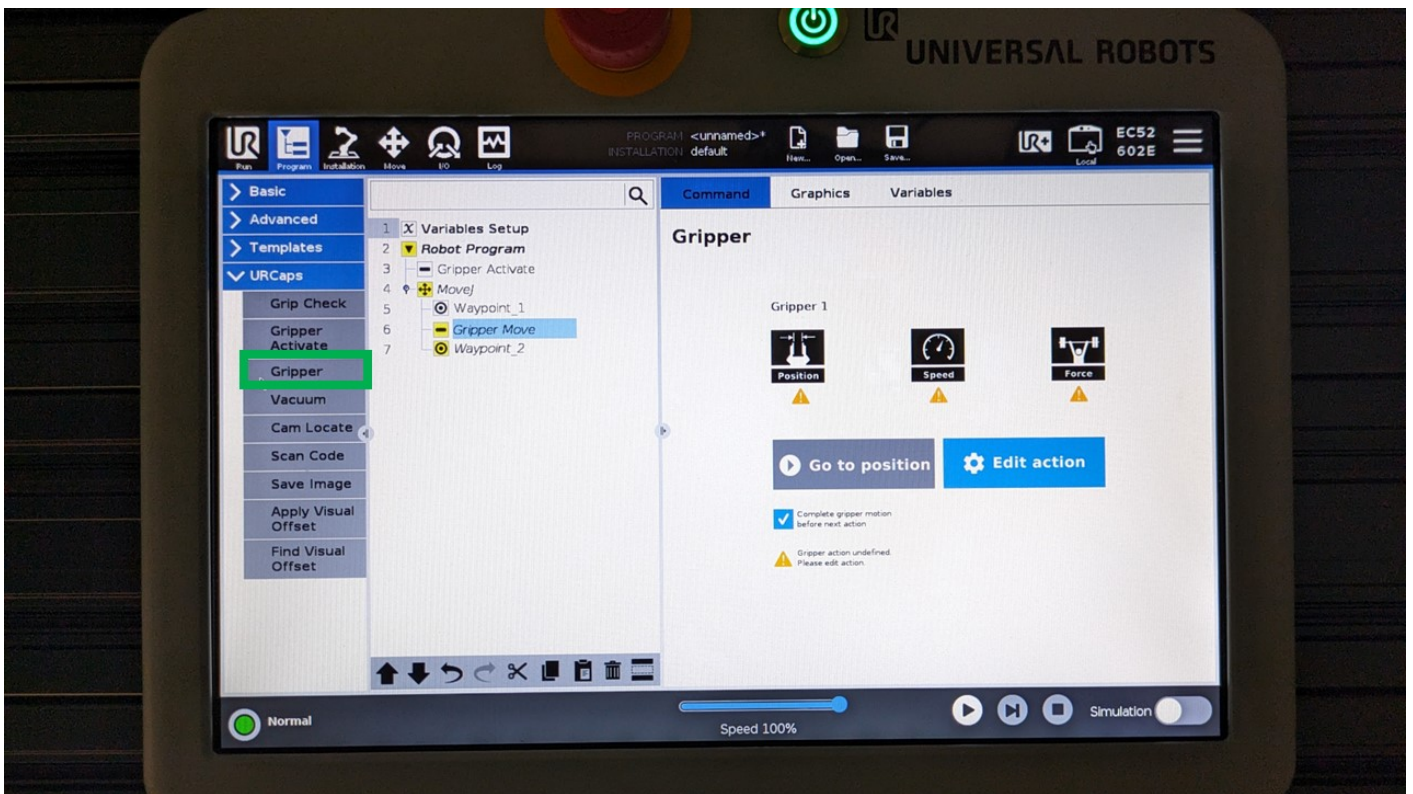 UNIVERSAL ROBOTS
Run Program Installation Move I/O Log
PROGRAM <unnamed>*
INSTALLATION default
New... Open... Save...
UR+
Local
EC52
602E
Basic
Advanced
Templates
URCaps
Grip Check
Gripper
Activate
Gripper
Vacuum
Cam Locate
Scan Code
Save Image
Apply Visual
Offset
Find Visual
Offset
1 X Variables Setup
2 Robot Program
3 Gripper Activate
4 MoveJ
5 Waypoint_1
6 Gripper Move
7 Waypoint_2
Command Graphics Variables
Gripper
Gripper 1
Position Speed Force
Go to position Edit action
Complete gripper motion
before next action
Gripper action undefined.
Please edit action.
Normal
Speed 100%
Simulation